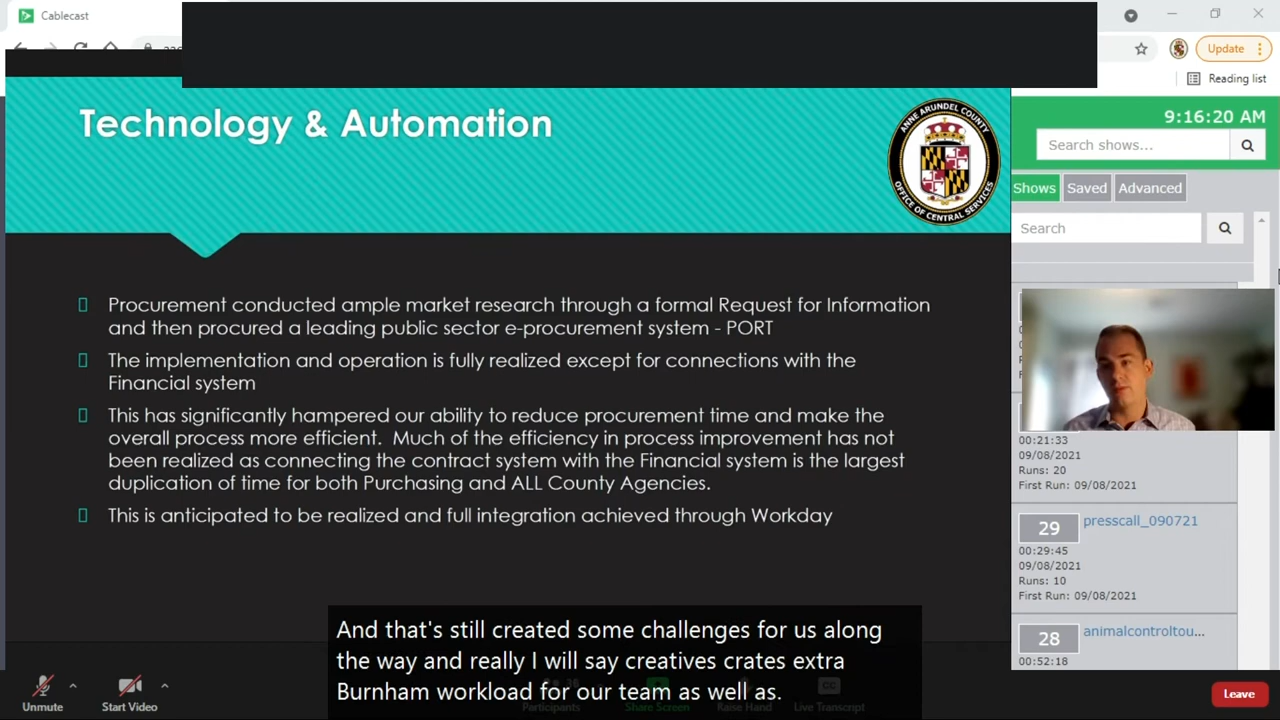 Cablecast
Update
Reading list
Technology & Automation
ANNE ARUNDEL COUNTY
OFFICE OF CENTRAL SERVICES
9:16:20 AM
Search shows...
Shows
Saved
Advanced
Search
Procurement conducted ample market research through a formal Request for Information
and then procured a leading public sector e-procurement system - PORT
The implementation and operation is fully realized except for connections with the
Financial system
This has significantly hampered our ability to reduce procurement time and make the
overall process more efficient. Much of the efficiency in process improvement has not
been realized as connecting the contract system with the Financial system is the largest
duplication of time for both Purchasing and ALL County Agencies.
This is anticipated to be realized and full integration achieved through Workday
00:21:33
09/08/2021
Runs: 20
First Run: 09/08/2021
29
presscall_090721
00:29:45
09/08/2021
Runs: 10
First Run: 09/08/2021
28
animalcontroltou...
00:52:18
And that's still created some challenges for us along
the way and really I will say creatives crates extra
Burnham workload for our team as well as.
Unmute
Start Video
Participants
Share Screen
Raise Hand
Live Transcript
Leave